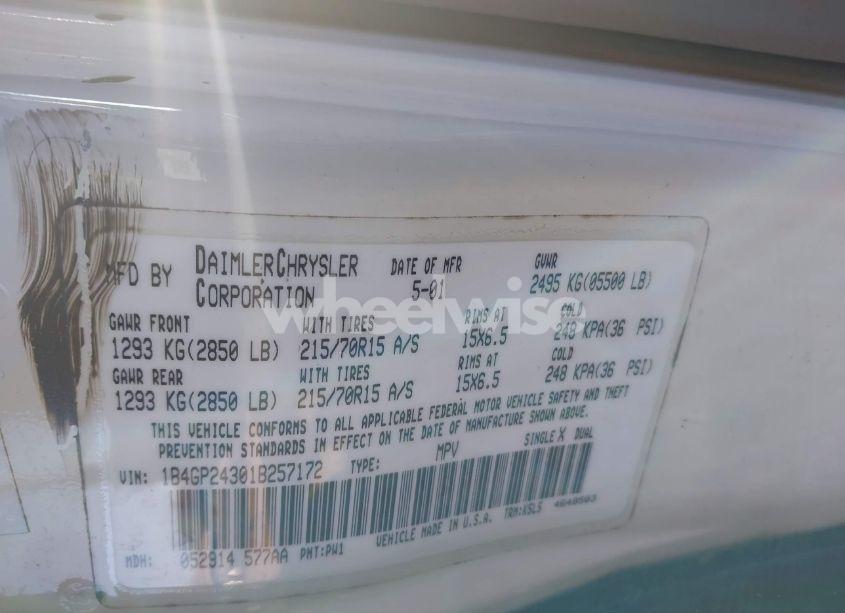 MFD BY DAIMLERCHRYSLER CORPORATION DATE OF MFR 5-01 GVWR 2495 KG(05500 LB)
GAWR FRONT WITH TIRES RIMS AT COLD
1293 KG(2850 LB) 215/70R15 A/S 15X6.5 248 KPA(36 PSI)
GAWR REAR WITH TIRES RIMS AT COLD
1293 KG(2850 LB) 215/70R15 A/S 15X6.5 248 KPA(36 PSI)
THIS VEHICLE CONFORMS TO ALL APPLICABLE FEDERAL MOTOR VEHICLE SAFETY AND THEFT
PREVENTION STANDARDS IN EFFECT ON THE DATE OF MANUFACTURE SHOWN ABOVE.
VIN: 1B4GP24301B257172 TYPE: MPV SINGLE X DUAL
MDH: 052914 577AA PNT:PW1 VEHICLE MADE IN U.S.A. TRM:K5LS 4648503
wheelwise